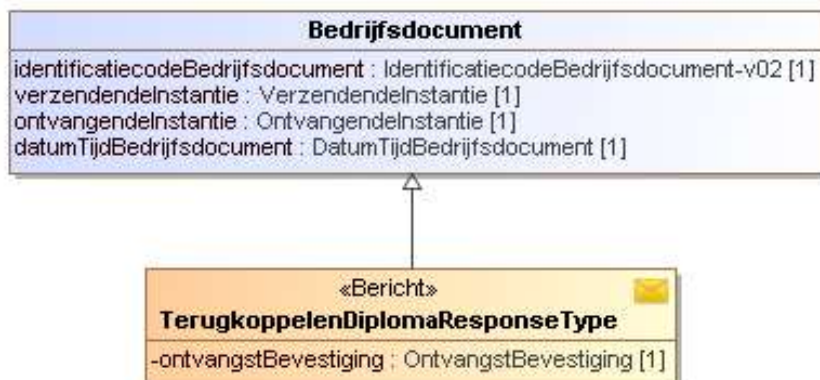 Bedrijfsdocument
identificatiecodeBedrijfsdocument : IdentificatiecodeBedrijfsdocument-v02 [1]
verzendendeInstantie : VerzendendeInstantie [1]
ontvangendeInstantie : OntvangendeInstantie [1]
datumTijdBedrijfsdocument : DatumTijdBedrijfsdocument [1]
«Bericht»
TerugkoppelenDiplomaResponseType
-ontvangstBevestiging : OntvangstBevestiging [1]